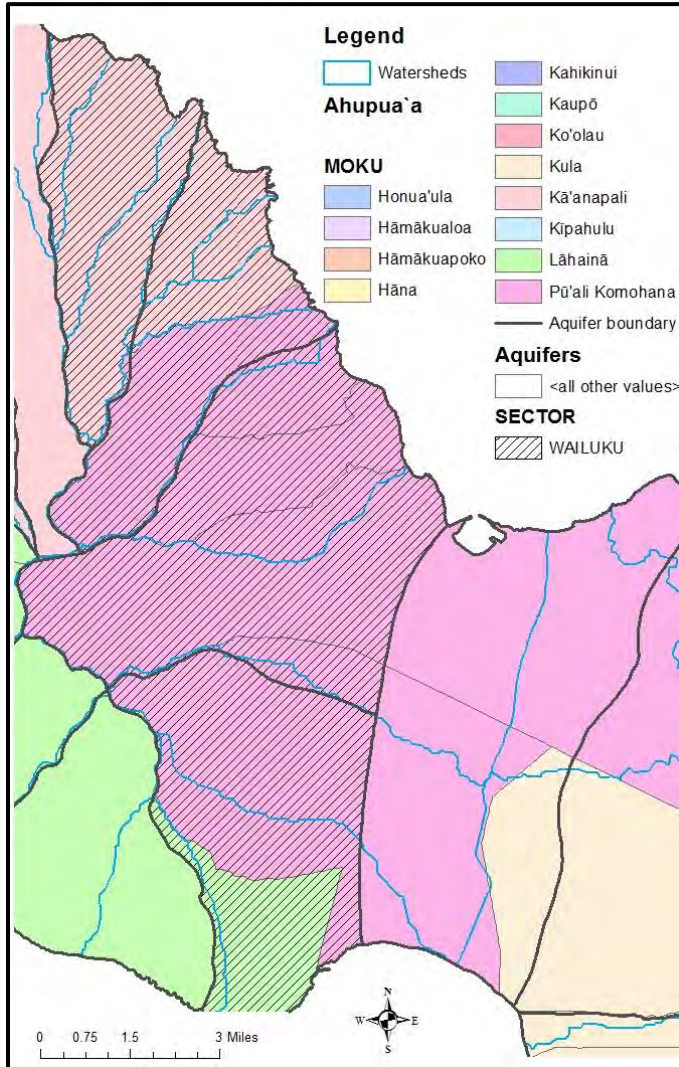 Legend
Watersheds
Ahupua`a
MOKU
Honua'ula
Hāmākualoa
Hāmākuapoko
Hāna
Kahikinui
Kaupō
Ko'olau
Kula
Kā'anapali
Kīpahulu
Lāhainā
Pū'ali Komohana
Aquifer boundary
Aquifers
<all other values>
SECTOR
WAILUKU
N
W E
S
0 0.75 1.5 3 Miles